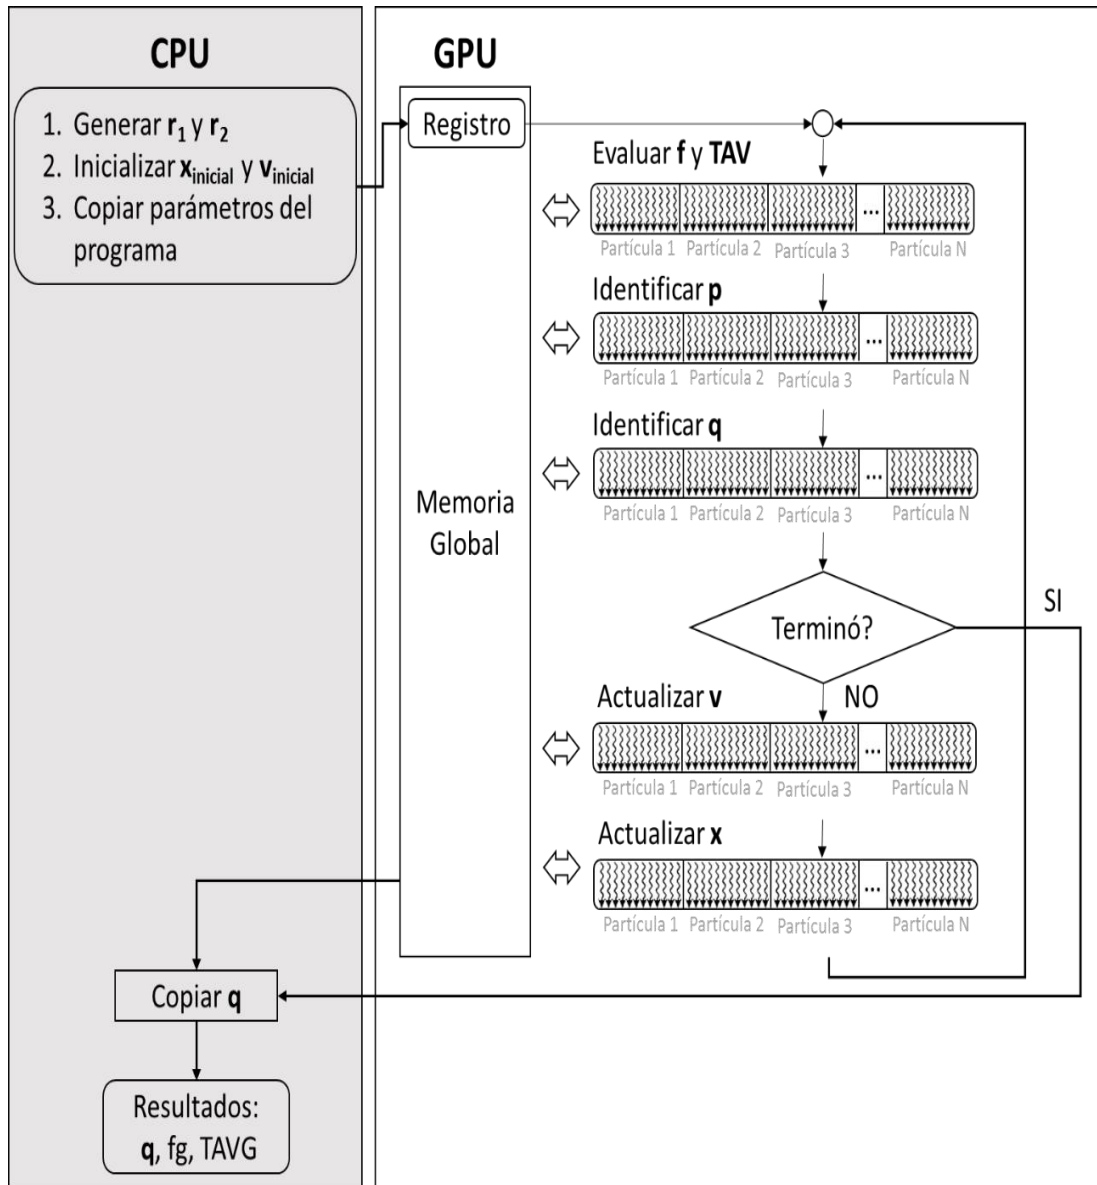 CPU
1. Generar r1 y r2
2. Inicializar xinicial y vinicial
3. Copiar parámetros del
programa
GPU
Registro
Memoria
Global
Evaluar f y TAV
...
Partícula 1 Partícula 2 Partícula 3 Partícula N
Identificar p
...
Partícula 1 Partícula 2 Partícula 3 Partícula N
Identificar q
...
Partícula 1 Partícula 2 Partícula 3 Partícula N
Terminó?
SI
NO
Actualizar v
...
Partícula 1 Partícula 2 Partícula 3 Partícula N
Actualizar x
...
Partícula 1 Partícula 2 Partícula 3 Partícula N
Copiar q
Resultados:
q, fg, TAVG